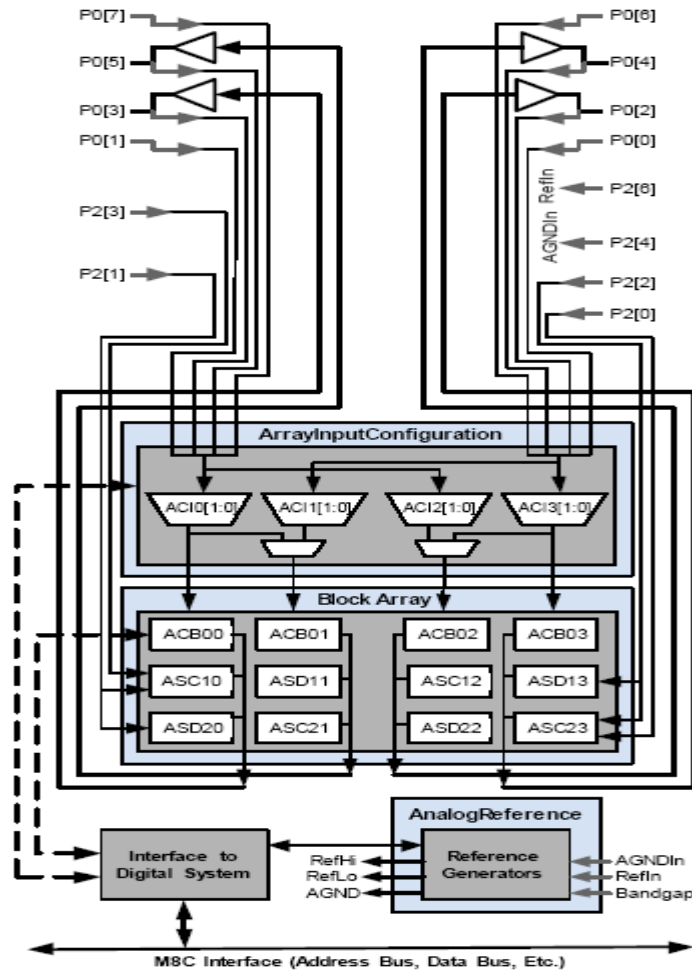 P0[7] P0[6]
P0[5] P0[4]
P0[3] P0[2]
P0[1] P0[0]
P2[6]
AGNDIn RefIn
P2[3]
P2[4]
P2[1] P2[2]
P2[0]
ArrayInputConfiguration
ACI0[1:0] ACI1[1:0] ACI2[1:0] ACI3[1:0]
Block Array
ACB00 ACB01 ACB02 ACB03
ASC10 ASD11 ASC12 ASD13
ASD20 ASC21 ASD22 ASC23
AnalogReference
Interface to
Digital System
RefHi
RefLo
AGND
Reference
Generators
AGNDIn
RefIn
Bandgap
M8C Interface (Address Bus, Data Bus, Etc.)